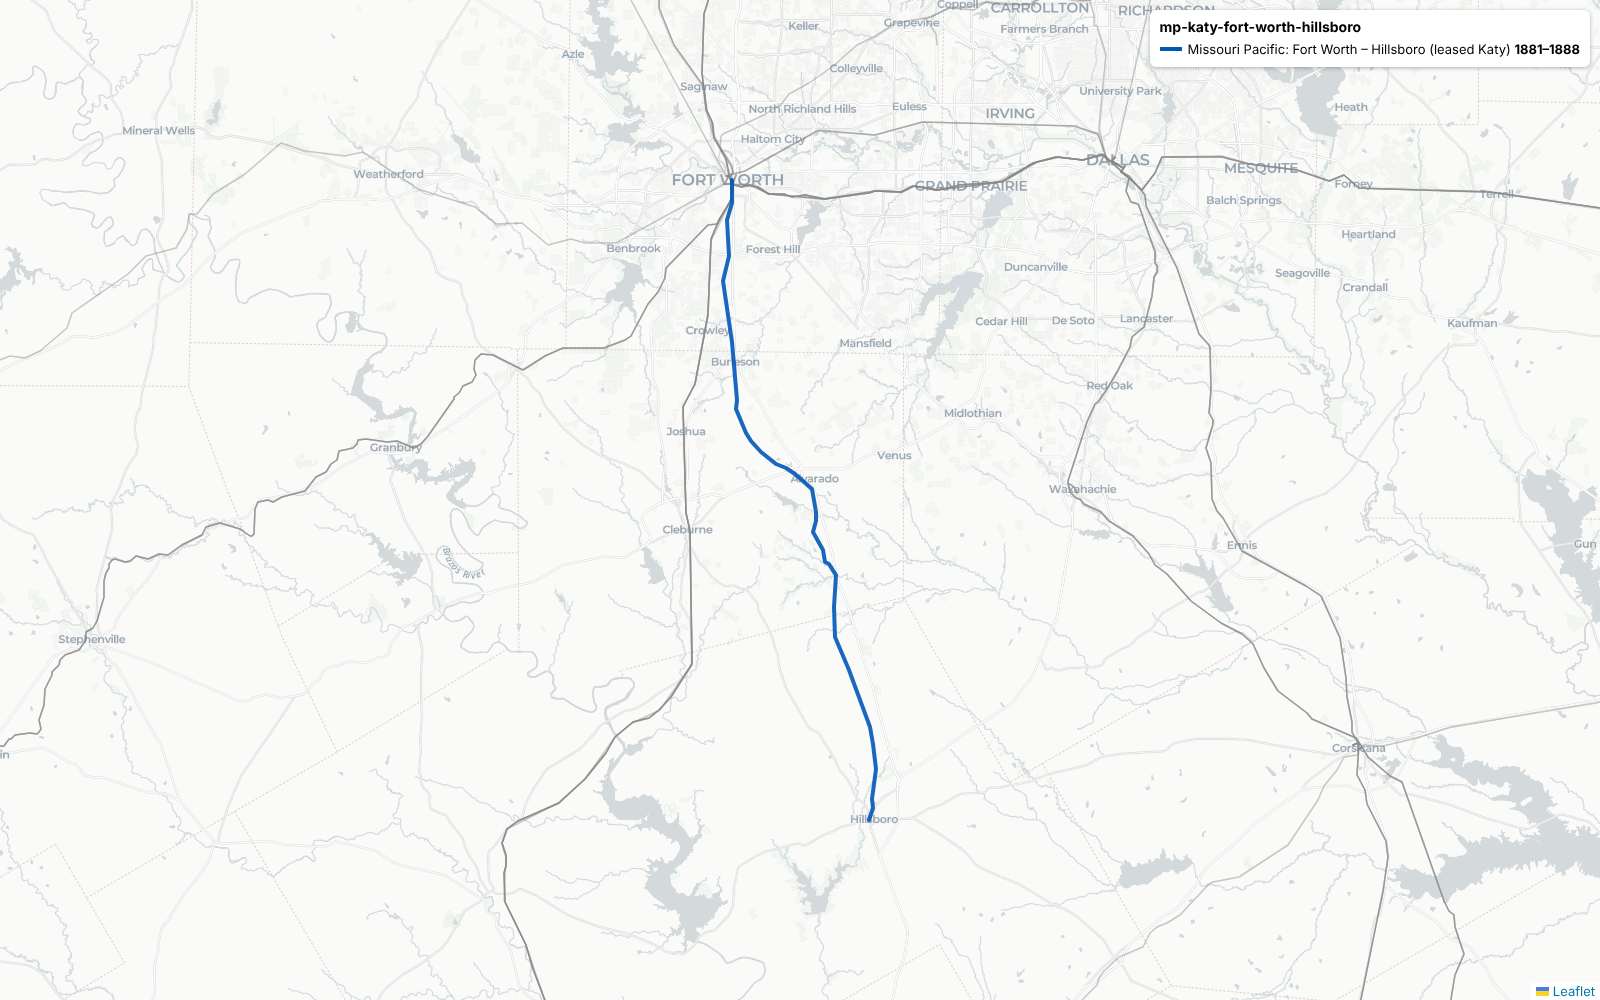 mp-katy-fort-worth-hillsboro
Missouri Pacific: Fort Worth – Hillsboro (leased Katy) 1881–1888
Coppell
CARROLLTON
RICHARDSON
Keller
Grapevine
Farmers Branch
Azle
Colleyville
Saginaw
University Park
North Richland Hills
Euless
IRVING
Heath
Mineral Wells
Haltom City
DALLAS
MESQUITE
Weatherford
FORT WORTH
GRAND PRAIRIE
Forney
Terrell
Balch Springs
Heartland
Benbrook
Forest Hill
Duncanville
Seagoville
Crandall
Cedar Hill
De Soto
Lancaster
Kaufman
Crowley
Mansfield
Burleson
Red Oak
Midlothian
Joshua
Granbury
Venus
Alvarado
Waxahachie
Cleburne
Ennis
Gun
Brazos River
Stephenville
Corsicana
in
Hillsboro
Leaflet